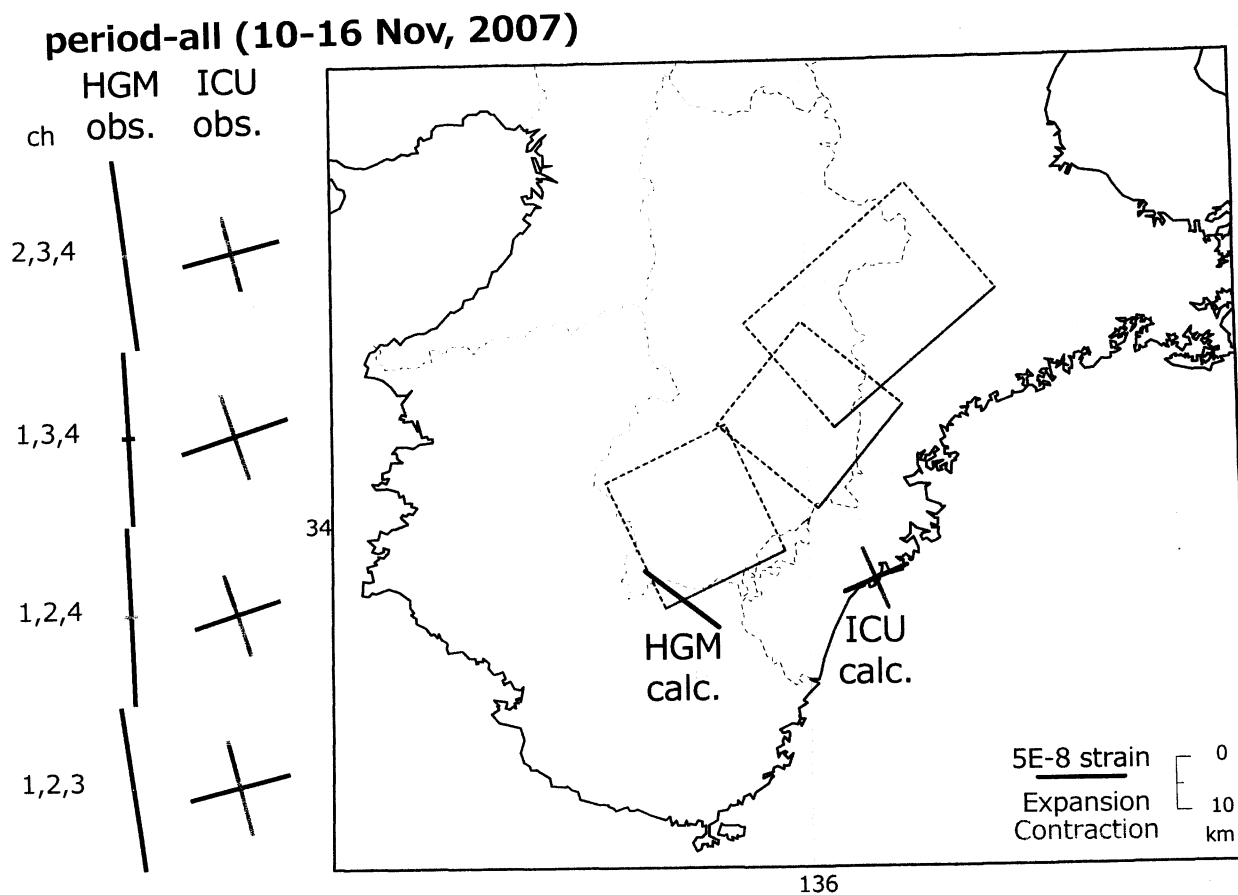 period-all (10-16 Nov, 2007)
HGM ICU
ch obs. obs.
2,3,4
1,3,4
34
1,2,4
HGM
calc.
ICU
calc.
1,2,3
5E-8 strain
Expansion
Contraction
0
10
km
136